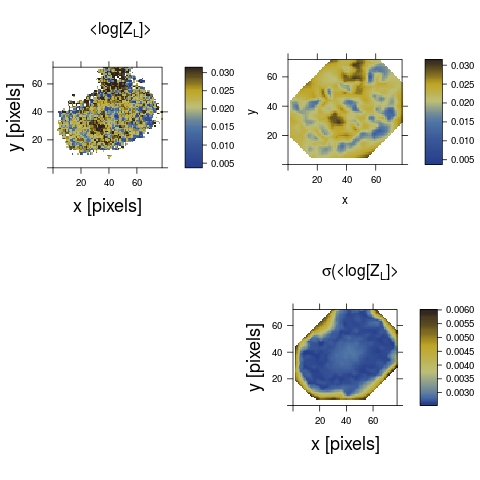 <log[Z_L]>
y [pixels]
60
40
20
20 40 60
x [pixels]
0.030
0.025
0.020
0.015
0.010
0.005
y
60
40
20
20 40 60
x
0.030
0.025
0.020
0.015
0.010
0.005
σ(<log[Z_L]>
y [pixels]
60
40
20
20 40 60
x [pixels]
0.0060
0.0050
0.0045
0.0040
0.0035
0.0030